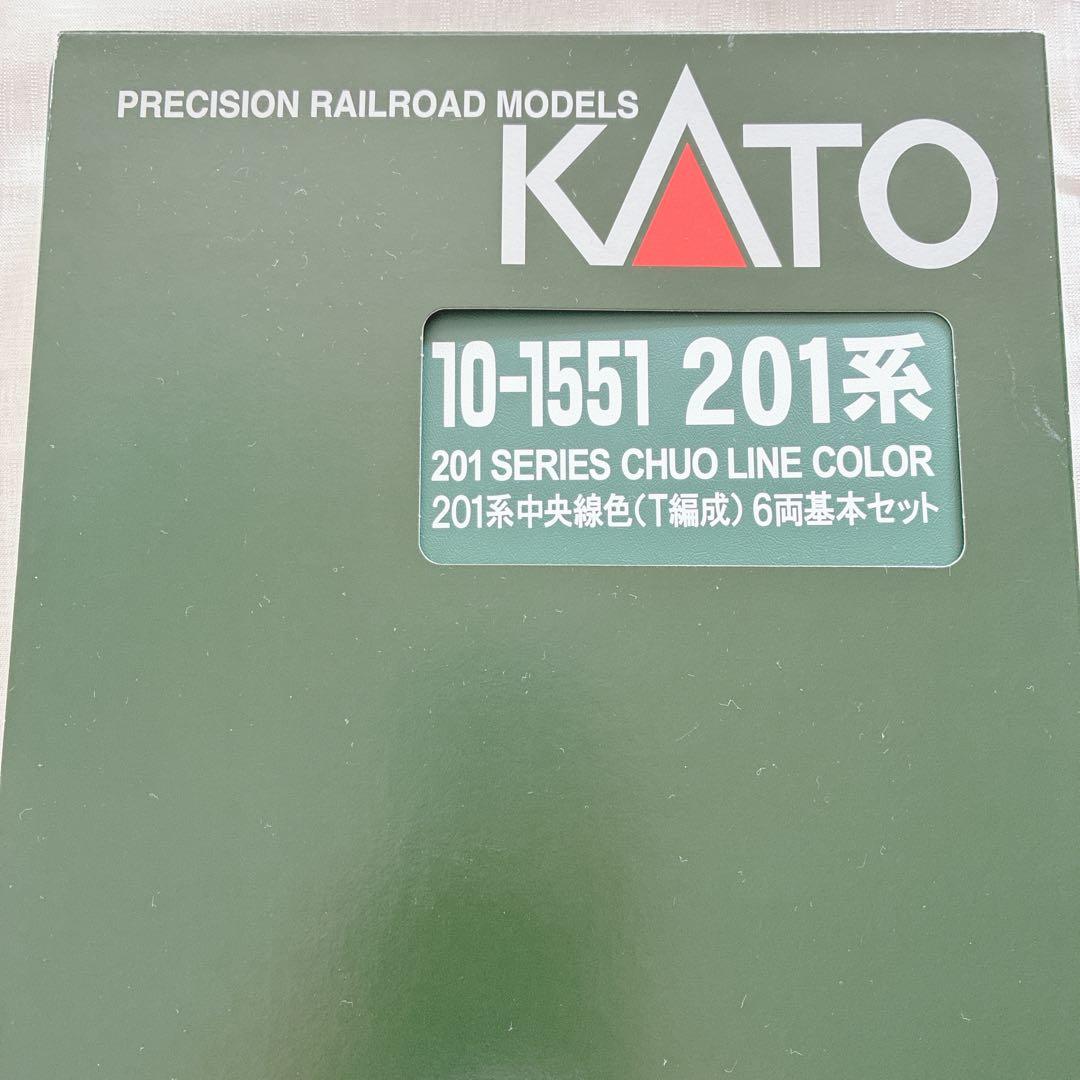 PRECISION RAILROAD MODELS
KATO
10-1551 201系
201 SERIES CHUO LINE COLOR
201系中央線色(T編成)6両基本セット